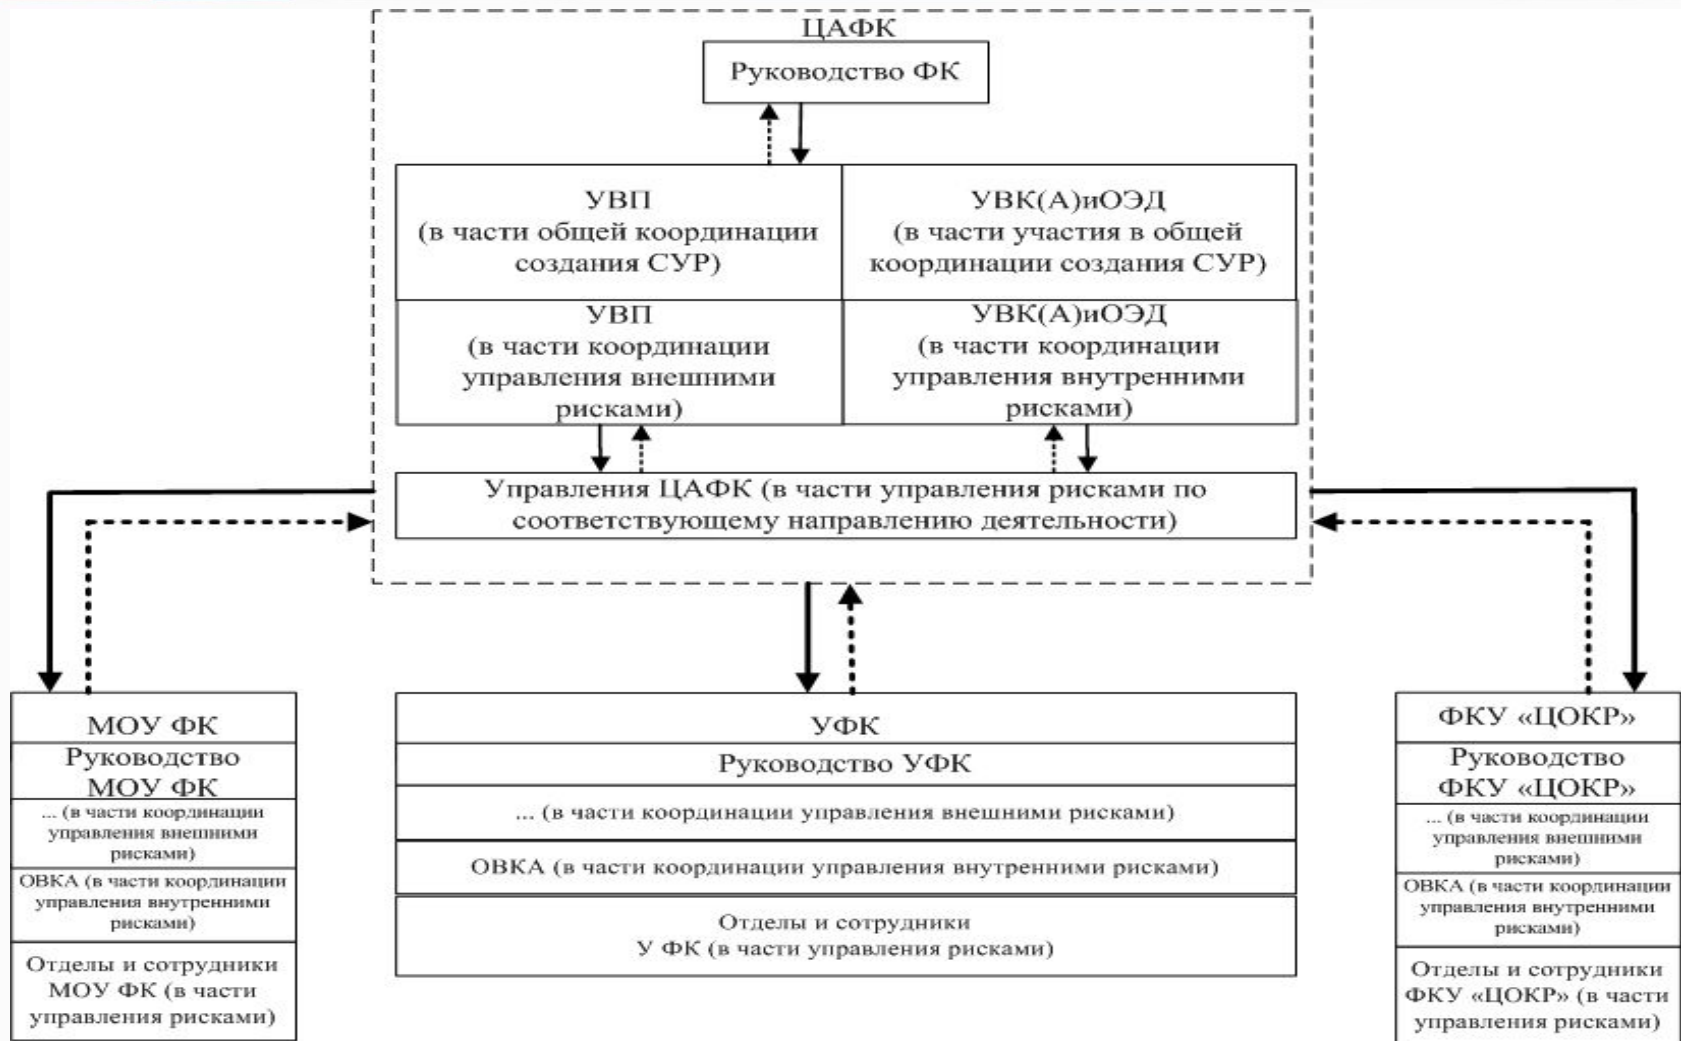 ЦАФК
Руководство ФК
УВП
(в части общей координации
создания СУР)
УВК(А)иОЭД
(в части участия в общей
координации создания СУР)
УВП
(в части координации
управления внешними
рисками)
УВК(А)иОЭД
(в части координации
управления внутренними
рисками)
Управления ЦАФК (в части управления рисками по
соответствующему направлению деятельности)
МОУ ФК
Руководство
МОУ ФК
... (в части координации
управления внешними
рисками)
ОВКА (в части координации
управления внутренними
рисками)
Отделы и сотрудники
МОУ ФК (в части
управления рисками)
УФК
Руководство УФК
... (в части координации управления внешними рисками)
ОВКА (в части координации управления внутренними рисками)
Отделы и сотрудники
У ФК (в части управления рисками)
ФКУ «ЦОКР»
Руководство
ФКУ «ЦОКР»
... (в части координации
управления внешними
рисками)
ОВКА (в части координации
управления внутренними
рисками)
Отделы и сотрудники
ФКУ «ЦОКР» (в части
управления рисками)